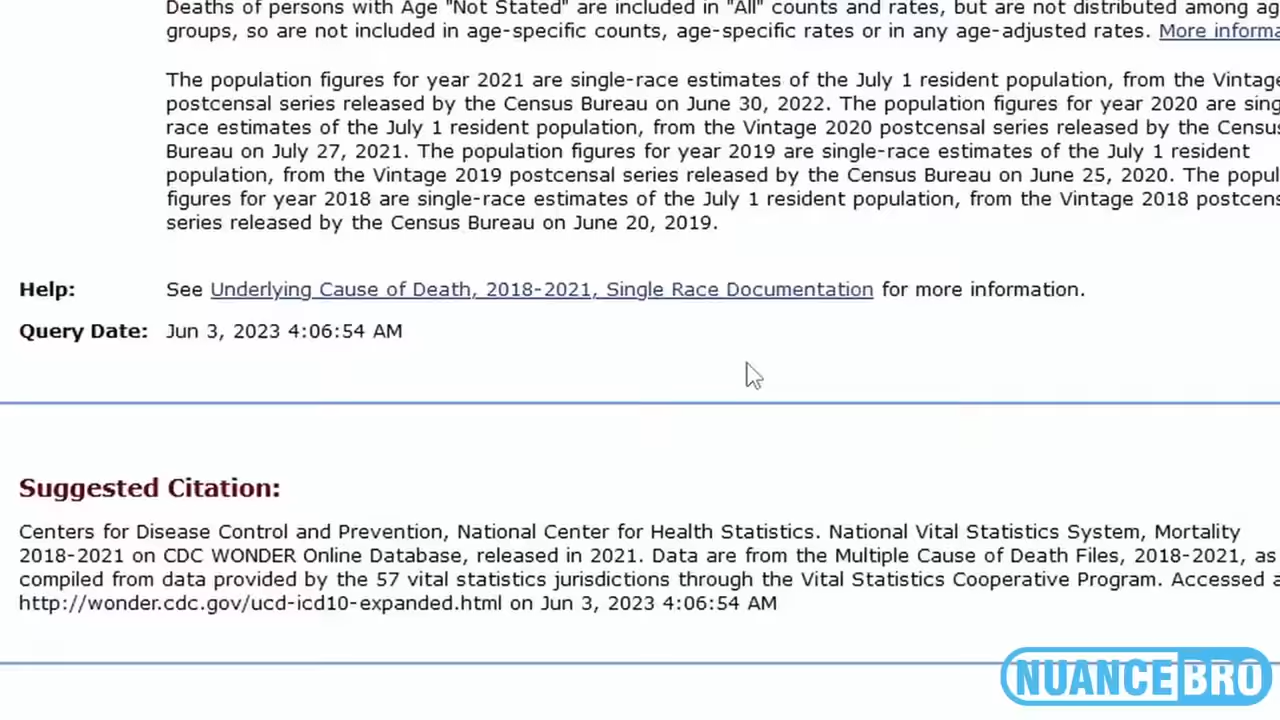 Deaths of persons with Age "Not Stated" are included in "All" counts and rates, but are not distributed among
groups, so are not included in age-specific counts, age-specific rates or in any age-adjusted rates. More
The population figures for year 2021 are single-race estimates of the July 1 resident population, from the Vintage
postcensal series released by the Census Bureau on June 30, 2022. The population figures for year 2020 are
race estimates of the July 1 resident population, from the Vintage 2020 postcensal series released by the Census
Bureau on July 27, 2021. The population figures for year 2019 are single-race estimates of the July 1 resident
population, from the Vintage 2019 postcensal series released by the Census Bureau on June 25, 2020. The
figures for year 2018 are single-race estimates of the July 1 resident population, from the Vintage 2018
series released by the Census Bureau on June 20, 2019.
Help: See Underlying Cause of Death, 2018-2021, Single Race Documentation for more information.
Query Date: Jun 3, 2023 4:06:54 AM
Suggested Citation:
Centers for Disease Control and Prevention, National Center for Health Statistics. National Vital Statistics System, Mortality
2018-2021 on CDC WONDER Online Database, released in 2021. Data are from the Multiple Cause of Death Files, 2018-2021, as
compiled from data provided by the 57 vital statistics jurisdictions through the Vital Statistics Cooperative Program. Accessed
http://wonder.cdc.gov/ucd-icd10-expanded.html on Jun 3, 2023 4:06:54 AM
NUANCEBRO